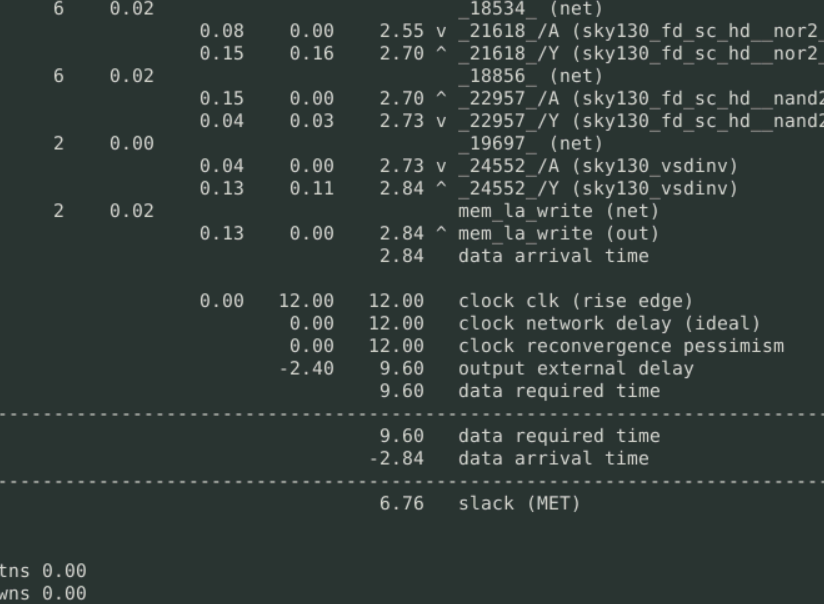 6 0.02 _18534_ (net)
0.08 0.00 2.55 v _21618_/A (sky130_fd_sc_hd__nor2_
0.15 0.16 2.70 ^ _21618_/Y (sky130_fd_sc_hd__nor2_
6 0.02 _18856_ (net)
0.15 0.00 2.70 ^ _22957_/A (sky130_fd_sc_hd__nand2
0.04 0.03 2.73 v _22957_/Y (sky130_fd_sc_hd__nand2
2 0.00 _19697_ (net)
0.04 0.00 2.73 v _24552_/A (sky130_vsdinv)
0.13 0.11 2.84 ^ _24552_/Y (sky130_vsdinv)
2 0.02 mem_la_write (net)
0.13 0.00 2.84 ^ mem_la_write (out)
2.84 data arrival time
0.00 12.00 12.00 clock clk (rise edge)
0.00 12.00 clock network delay (ideal)
0.00 12.00 clock reconvergence pessimism
-2.40 9.60 output external delay
9.60 data required time
---------------------------------------------------------------------------
9.60 data required time
-2.84 data arrival time
---------------------------------------------------------------------------
6.76 slack (MET)
tns 0.00
wns 0.00